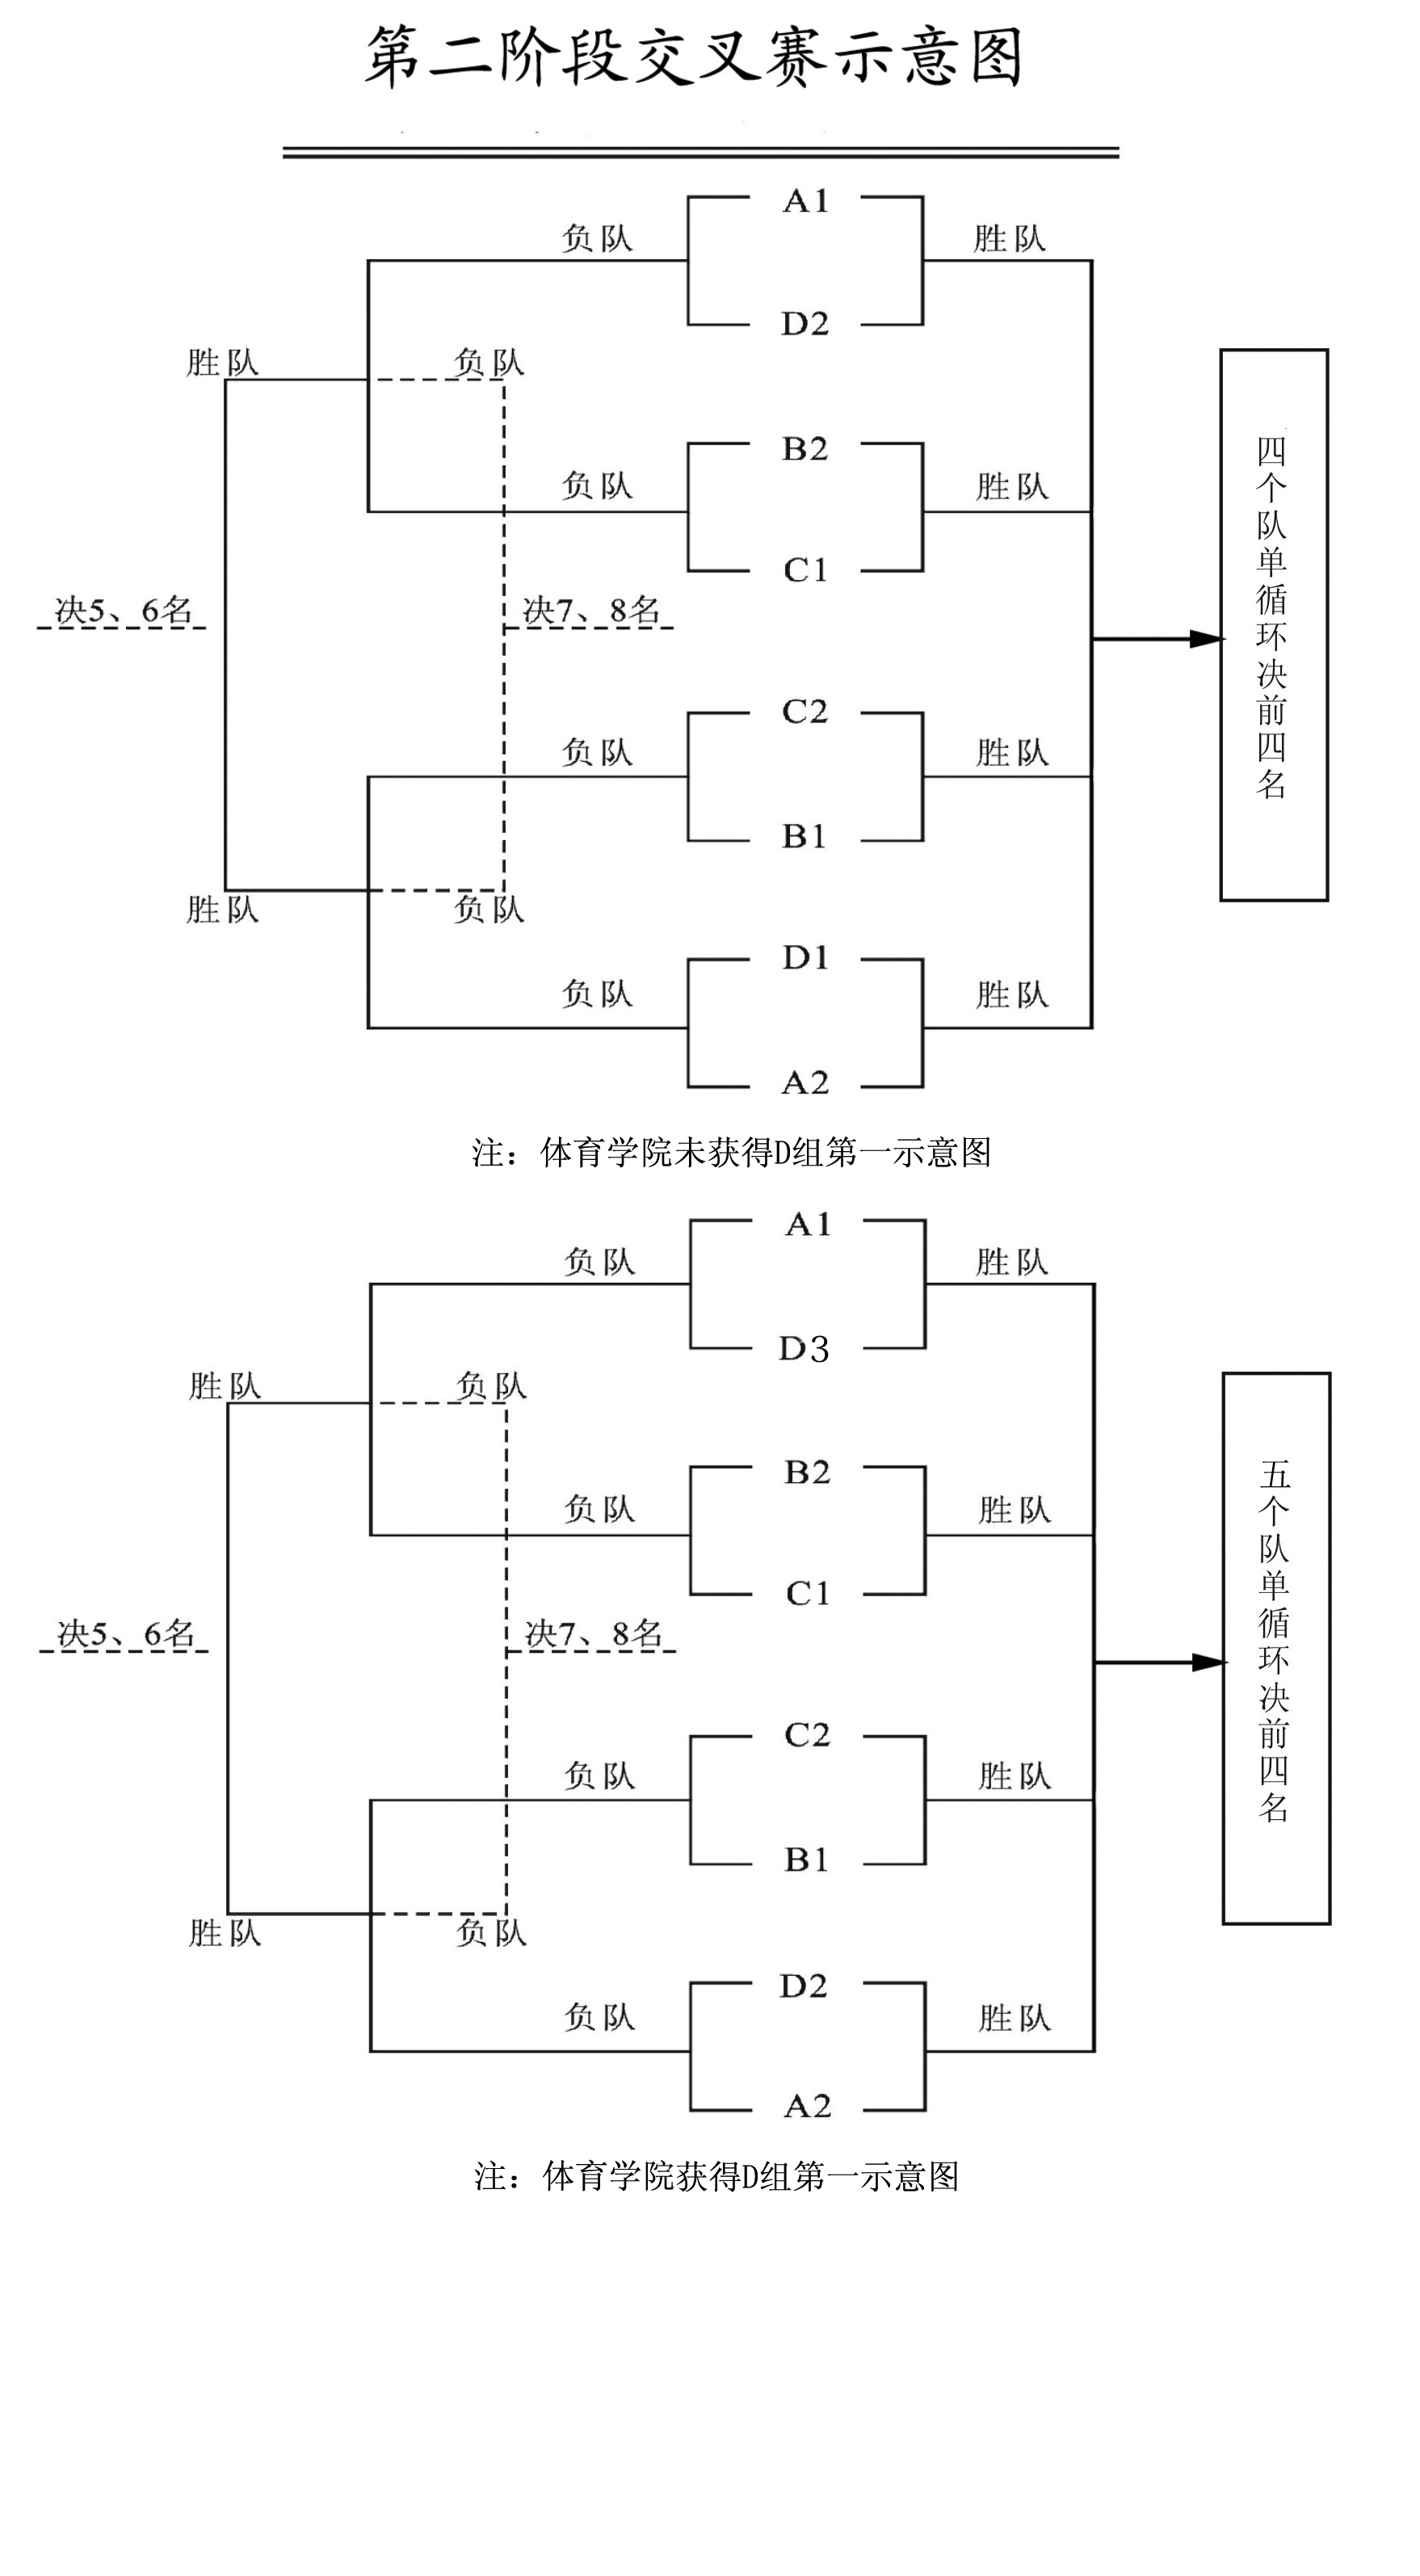 第二阶段交叉赛示意图
A1
负队
胜队
D2
胜队
负队
B2
负队
胜队
C1
决5、6名
决7、8名
C2
负队
胜队
B1
胜队
负队
D1
负队
胜队
A2
四个队单循环决前四名
注：体育学院未获得D组第一示意图
A1
负队
胜队
D3
胜队
负队
B2
负队
胜队
C1
决5、6名
决7、8名
C2
负队
胜队
B1
胜队
负队
D2
负队
胜队
A2
五个队单循环决前四名
注：体育学院获得D组第一示意图